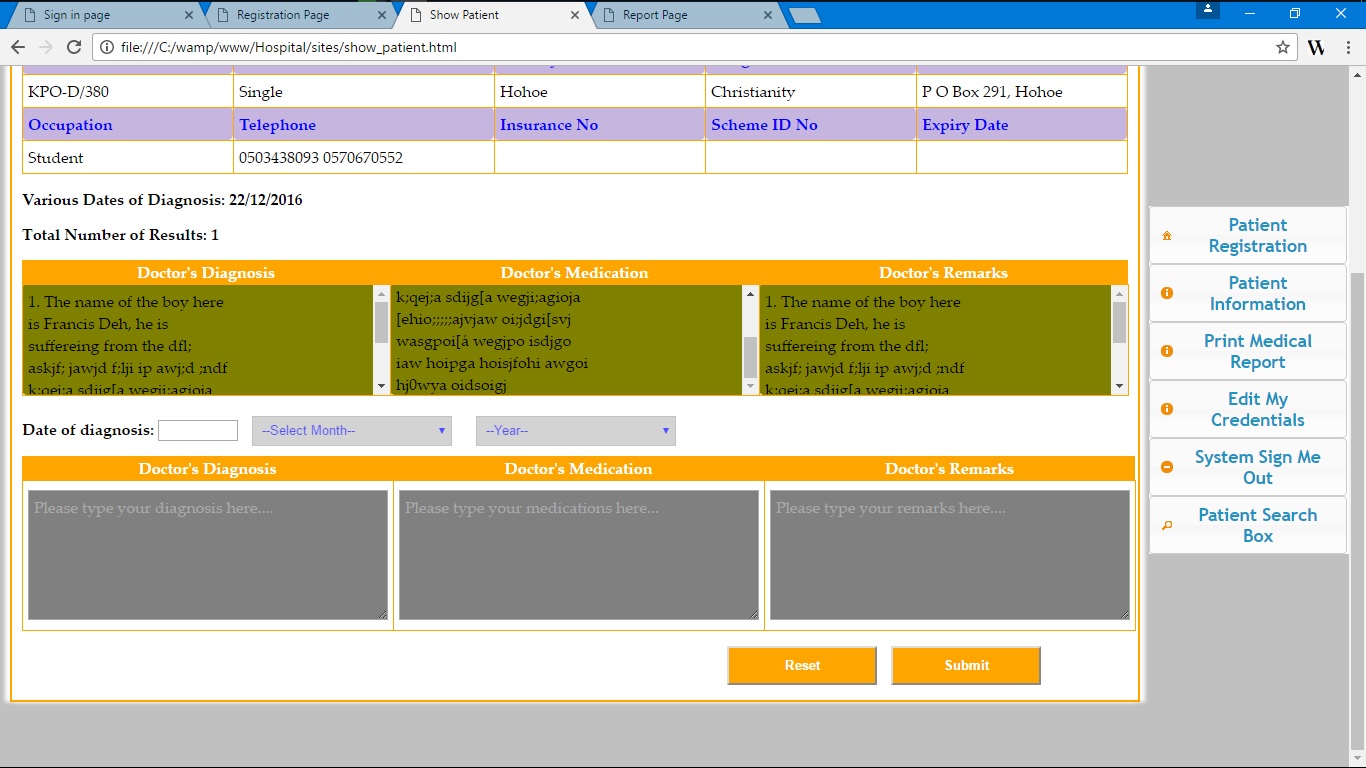 Sign in page
Registration Page
Show Patient
Report Page
file:///C:/wamp/www/Hospital/sites/show_patient.html
W
KPO-D/380 Single Hohoe Christianity P O Box 291, Hohoe
Occupation Telephone Insurance No Scheme ID No Expiry Date
Student 0503438093 0570670552
Various Dates of Diagnosis: 22/12/2016
Total Number of Results: 1
Doctor's Diagnosis Doctor's Medication Doctor's Remarks
1. The name of the boy here
is Francis Deh, he is
suffereing from the dfl;
askjf; jawjd f;lji ip awj;d ;ndf
k;qej;a sdijg[a wegji;agioja
k;qej;a sdijg[a wegji;agioja
[ehio;;;;;ajvjaw oi;jdgi[svj
wasgpoi[á wegjpo isdjgo
iaw hoipga hoisjfohi awgoi
hj0wya oidsoigj
1. The name of the boy here
is Francis Deh, he is
suffereing from the dfl;
askjf; jawjd f;lji ip awj;d ;ndf
k;qej;a sdijg[a wegji;agioja
Date of diagnosis: --Select Month-- --Year--
Doctor's Diagnosis Doctor's Medication Doctor's Remarks
Please type your diagnosis here....
Please type your medications here...
Please type your remarks here....
Reset Submit
Patient
Registration
Patient
Information
Print Medical
Report
Edit My
Credentials
System Sign Me
Out
Patient Search
Box